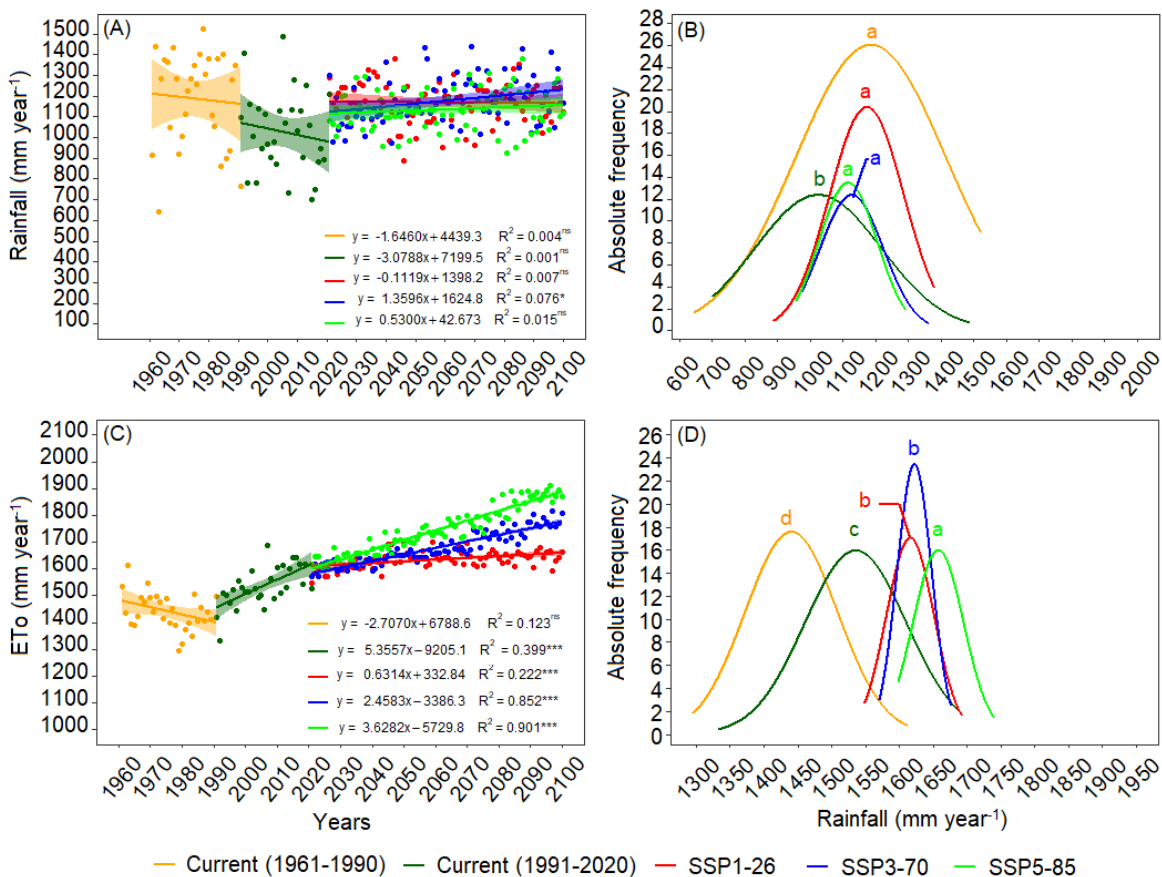 (A)
Rainfall (mm year-1)
1500
1400
1300
1200
1100
1000
900
800
700
600
500
400
300
200
100
y = -1.6460x + 4439.3 R2 = 0.004ns
y = -3.0788x + 7199.5 R2 = 0.001ns
y = -0.1119x + 1398.2 R2 = 0.007ns
y = 1.3596x + 1624.8 R2 = 0.076*
y = 0.5300x + 42.673 R2 = 0.015ns
1960 1970 1980 1990 2000 2010 2020 2030 2040 2050 2060 2070 2080 2090 2100
(B)
Absolute frequency
28
26
24
22
20
18
16
14
12
10
8
6
4
2
0
a
a
a
a
b
600 700 800 900 1000 1100 1200 1300 1400 1500 1600 1700 1800 1900 2000
(C)
ETo (mm year-1)
2100
2000
1900
1800
1700
1600
1500
1400
1300
1200
1100
1000
y = -2.7070x + 6788.6 R2 = 0.123ns
y = 5.3557x − 9205.1 R2 = 0.399***
y = 0.6314x + 332.84 R2 = 0.222***
y = 2.4583x − 3386.3 R2 = 0.852***
y = 3.6282x − 5729.8 R2 = 0.901***
1960 1970 1980 1990 2000 2010 2020 2030 2040 2050 2060 2070 2080 2090 2100
Years
(D)
Absolute frequency
26
24
22
20
18
16
14
12
10
8
6
4
2
0
b
b
d
c
a
1300 1350 1400 1450 1500 1550 1600 1650 1700 1750 1800 1850 1900 1950
Rainfall (mm year-1)
Current (1961-1990) Current (1991-2020) SSP1-26 SSP3-70 SSP5-85